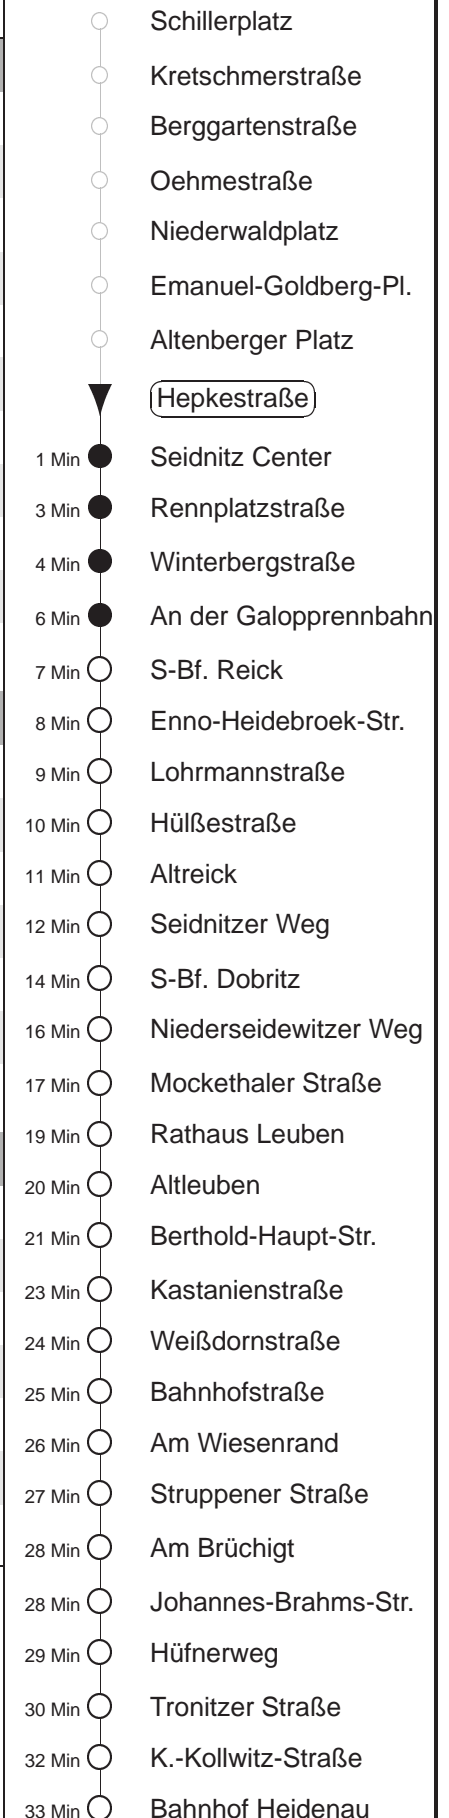 Schillerplatz
Kretschmerstraße
Berggartenstraße
Oehmestraße
Niederwaldplatz
Emanuel-Goldberg-Pl.
Altenberger Platz
Hepkestraße
1 Min Seidnitz Center
3 Min Rennplatzstraße
4 Min Winterbergstraße
6 Min An der Galopprennbahn
7 Min S-Bf. Reick
8 Min Enno-Heidebroek-Str.
9 Min Lohrmannstraße
10 Min Hülßestraße
11 Min Altreick
12 Min Seidnitzer Weg
14 Min S-Bf. Dobritz
16 Min Niederseidewitzer Weg
17 Min Mockethaler Straße
19 Min Rathaus Leuben
20 Min Altleuben
21 Min Berthold-Haupt-Str.
23 Min Kastanienstraße
24 Min Weißdornstraße
25 Min Bahnhofstraße
26 Min Am Wiesenrand
27 Min Struppener Straße
28 Min Am Brüchigt
28 Min Johannes-Brahms-Str.
29 Min Hüfnerweg
30 Min Tronitzer Straße
32 Min K.-Kollwitz-Straße
33 Min Bahnhof Heidenau